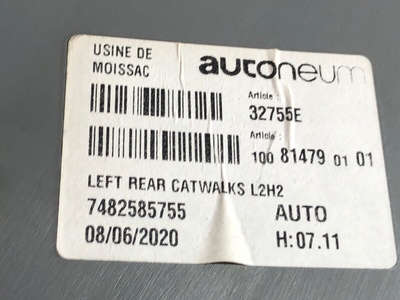 USINE DE
MOISSAC
autoneum
Article :
32755E
Article :
100 81479 01 01
LEFT REAR CATWALKS L2H2
7482585755 AUTO
08/06/2020 H:07.11